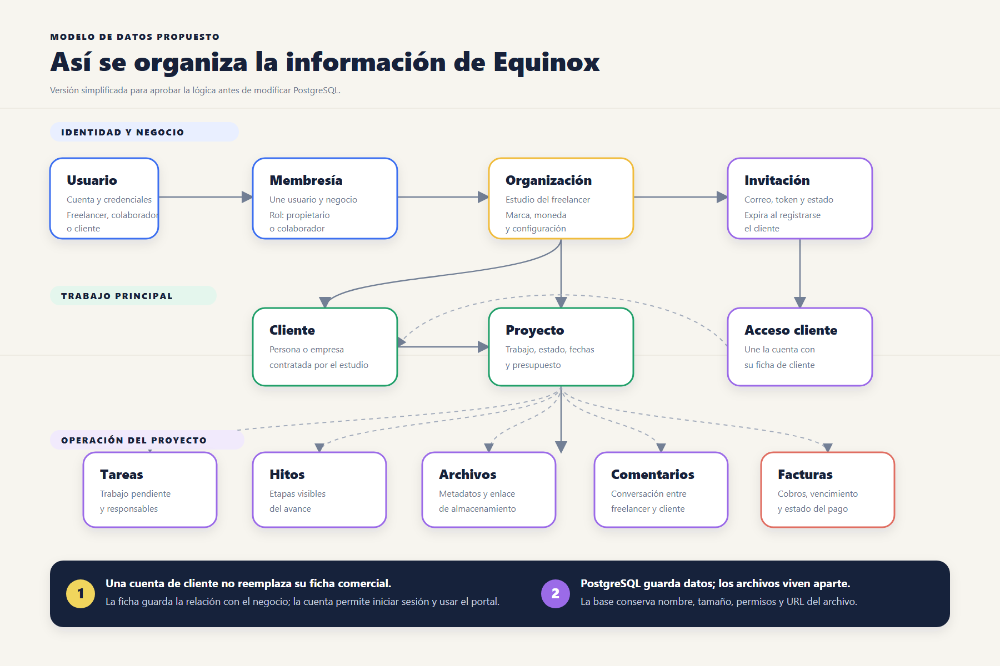 MODELO DE DATOS PROPUESTO
Así se organiza la información de Equinox
Versión simplificada para aprobar la lógica antes de modificar PostgreSQL.
IDENTIDAD Y NEGOCIO
Usuario
Cuenta y credenciales
Freelancer, colaborador
o cliente
Membresía
Une usuario y negocio
Rol: propietario
o colaborador
Organización
Estudio del freelancer
Marca, moneda
y configuración
Invitación
Correo, token y estado
Expira al registrarse
el cliente
TRABAJO PRINCIPAL
Cliente
Persona o empresa
contratada por el estudio
Proyecto
Trabajo, estado, fechas
y presupuesto
Acceso cliente
Une la cuenta con
su ficha de cliente
OPERACIÓN DEL PROYECTO
Tareas
Trabajo pendiente
y responsables
Hitos
Etapas visibles
del avance
Archivos
Metadatos y enlace
de almacenamiento
Comentarios
Conversación entre
freelancer y cliente
Facturas
Cobros, vencimiento
y estado del pago
1
Una cuenta de cliente no reemplaza su ficha comercial.
La ficha guarda la relación con el negocio; la cuenta permite iniciar sesión y usar el portal.
2
PostgreSQL guarda datos; los archivos viven aparte.
La base conserva nombre, tamaño, permisos y URL del archivo.